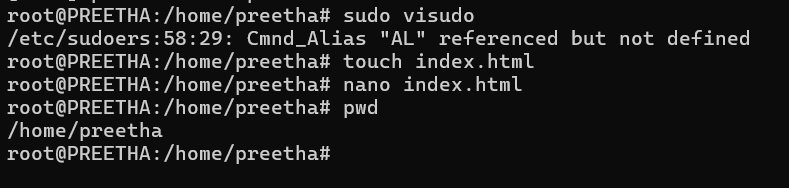 root@PREETHA:/home/preetha# sudo visudo
/etc/sudoers:58:29: Cmnd_Alias "AL" referenced but not defined
root@PREETHA:/home/preetha# touch index.html
root@PREETHA:/home/preetha# nano index.html
root@PREETHA:/home/preetha# pwd
/home/preetha
root@PREETHA:/home/preetha#